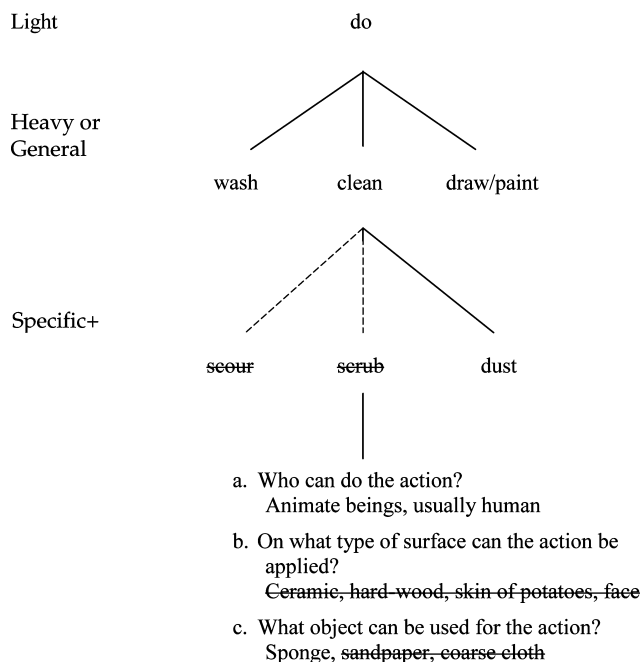 Light do
Heavy or
General
wash clean draw/paint
Specific+
scour scrub dust
a. Who can do the action?
Animate beings, usually human
b. On what type of surface can the action be
applied?
Ceramic, hard-wood, skin of potatoes, face
c. What object can be used for the action?
Sponge, sandpaper, coarse cloth